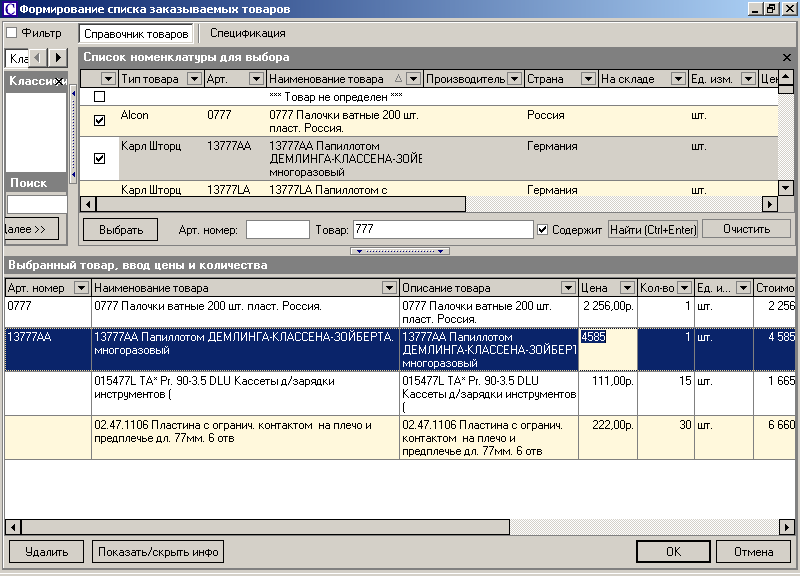 Формирование списка заказываемых товаров
Фильтр
Справочник товаров
Спецификация
Кла
Список номенклатуры для выбора
Класси
Тип товара Арт. Наименование товара Производитель Страна На складе Ед. изм. Цен
*** Товар не определен ***
Alcon 0777 0777 Палочки ватные 200 шт. Россия шт.
пласт. Россия.
Карл Шторц 13777AA 13777AA Папиллотом Германия шт.
ДЕМЛИНГА-КЛАССЕНА-ЗОЙБ
многоразовый
Карл Шторц 13777LA 13777LA Папиллотом с Германия шт.
Поиск
Далее >>
Выбрать Арт. номер: Товар: 777 Содержит Найти (Ctrl+Enter) Очистить
Выбранный товар, ввод цены и количества
Арт. номер Наименование товара Описание товара Цена Кол-во Ед. и... Стоимо
0777 0777 Палочки ватные 200 шт. пласт. Россия. 0777 Палочки ватные 200 шт. 2 256,00р. 1 шт. 2 256
пласт. Россия.
13777AA 13777AA Папиллотом ДЕМЛИНГА-КЛАССЕНА-ЗОЙБЕРТА. 13777AA Папиллотом 4585 1 шт. 4 585
многоразовый ДЕМЛИНГА-КЛАССЕНА-ЗОЙБЕРТ
многоразовый
015477L TA* Pr. 90-3.5 DLU Кассеты д/зарядки 015477L TA* Pr. 90-3.5 DLU 111,00р. 15 шт. 1 665
инструментов ( Кассеты д/зарядки инструментов
(
02.47.1106 Пластина с огранич. контактом на плечо и 02.47.1106 Пластина с огранич. 222,00р. 30 шт. 6 660
предплечье дл. 77мм. 6 отв контактом на плечо и
предплечье дл. 77мм. 6 отв
Удалить Показать/скрыть инфо OK Отмена